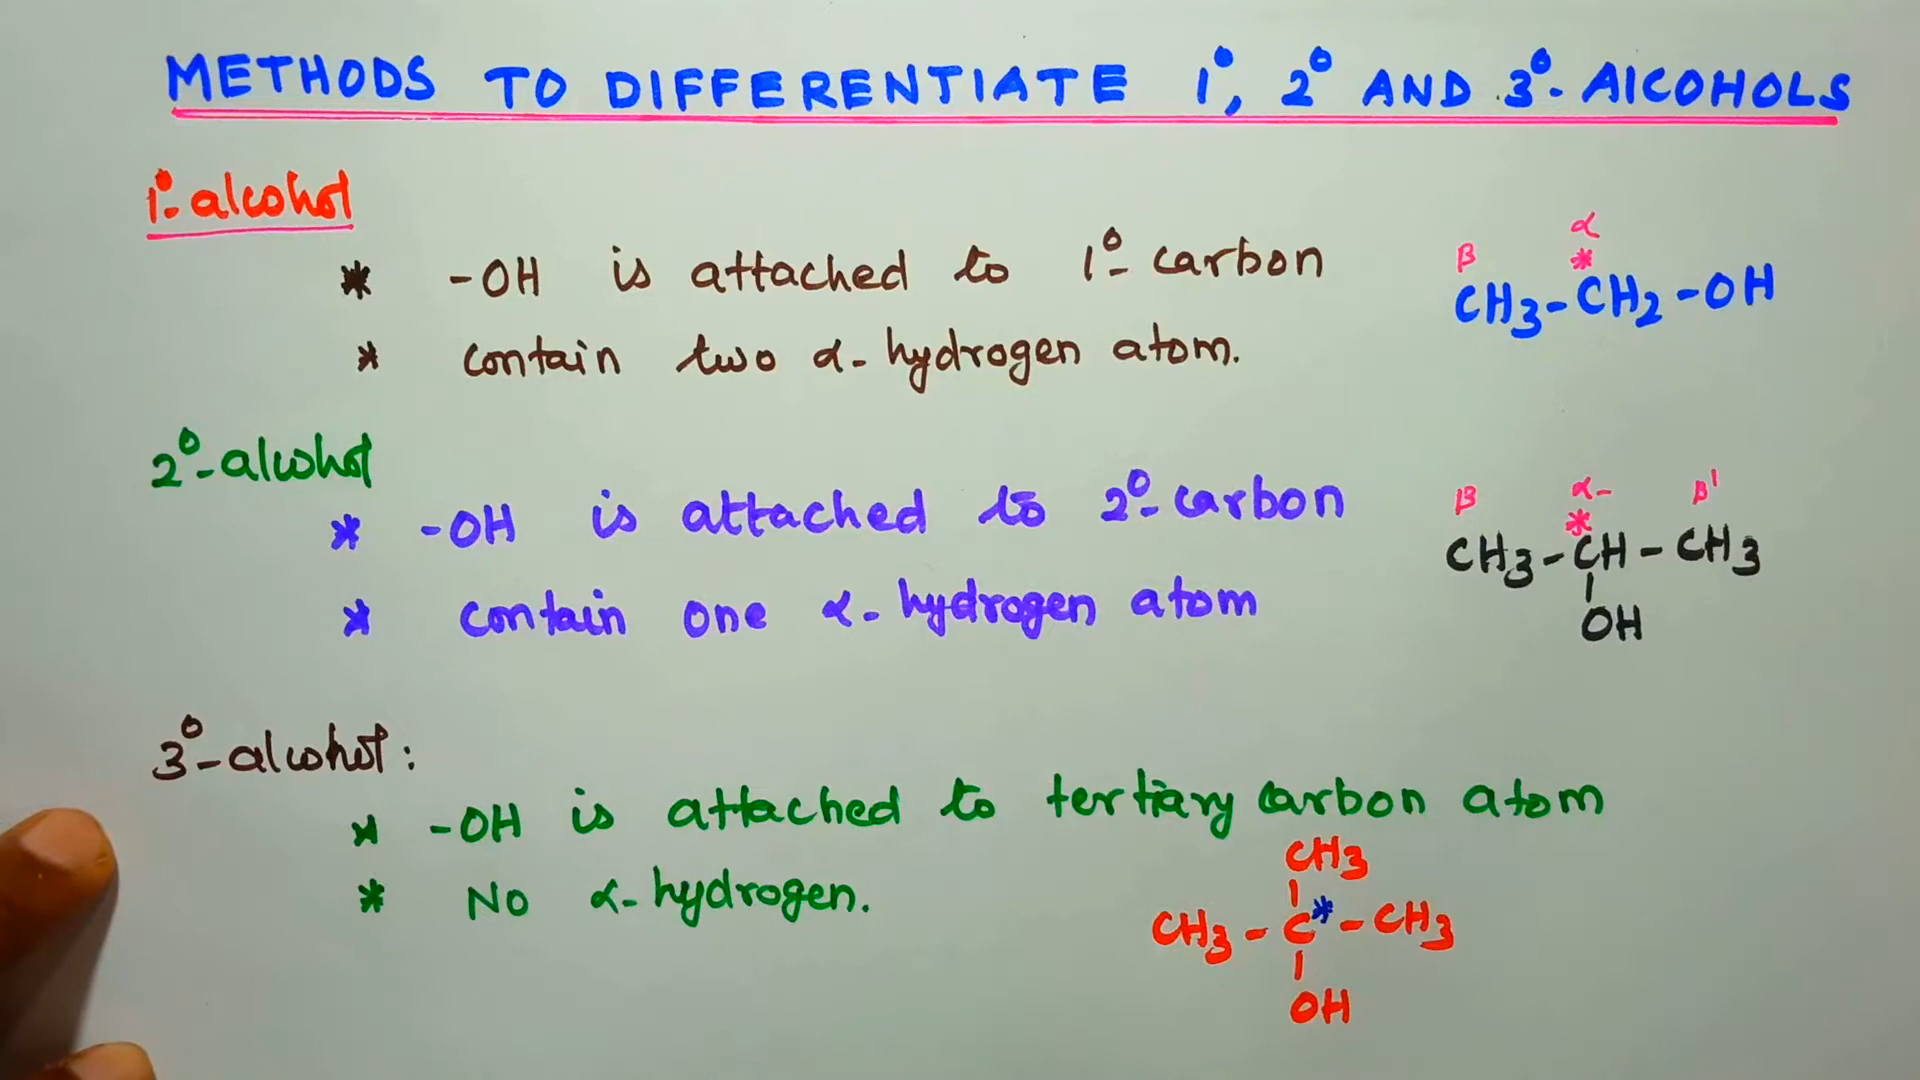 METHODS TO DIFFERENTIATE 1°, 2° AND 3°- AlCOHOLS
1°-alcohol
* -OH is attached to 1°- carbon
* contain two α- hydrogen atom.
β α
*
CH3-CH2-OH
2°-alcohol
* -OH is attached to 2°-carbon
* contain one α- hydrogen atom
β α- β'
*
CH3-CH-CH3
OH
3°-alcohol:
* -OH is attached to tertiary carbon atom
* No α-hydrogen.
CH3
CH3-C*-CH3
OH